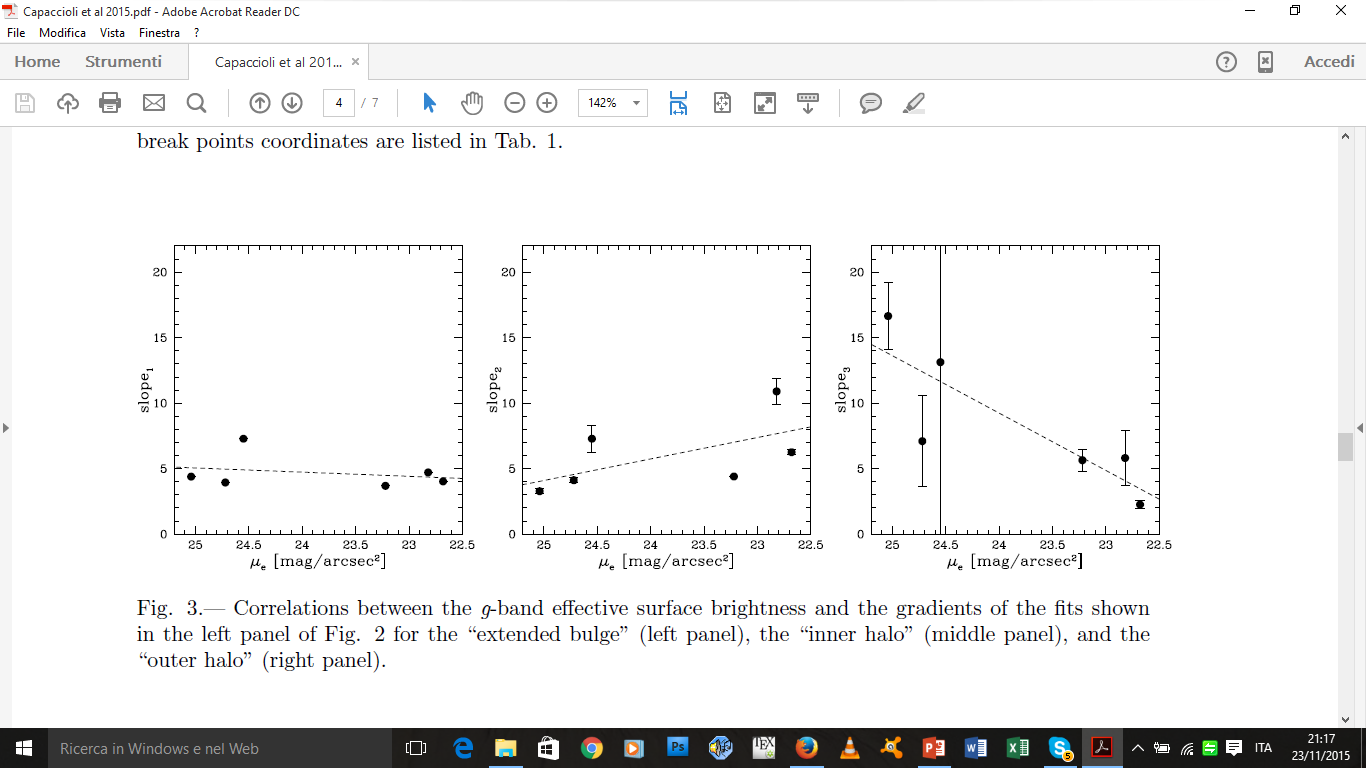 Capaccioli et al 2015.pdf - Adobe Acrobat Reader DC
File Modifica Vista Finestra ?
Home Strumenti Capaccioli et al 201... × Accedi
4 / 7 142%
break points coordinates are listed in Tab. 1.
20 20 20
15 15 15
slope₁ slope₂ slope₃
10 10 10
5 5 5
0 0 0
25 24.5 24 23.5 23 22.5 25 24.5 24 23.5 23 22.5 25 24.5 24 23.5 23 22.5
μₑ [mag/arcsec²] μₑ [mag/arcsec²] μₑ [mag/arcsec²]
Fig. 3.— Correlations between the g-band effective surface brightness and the gradients of the fits shown
in the left panel of Fig. 2 for the “extended bulge” (left panel), the “inner halo” (middle panel), and the
“outer halo” (right panel).
Ricerca in Windows e nel Web
Ps
TEX
5
ITA
21:17
23/11/2015